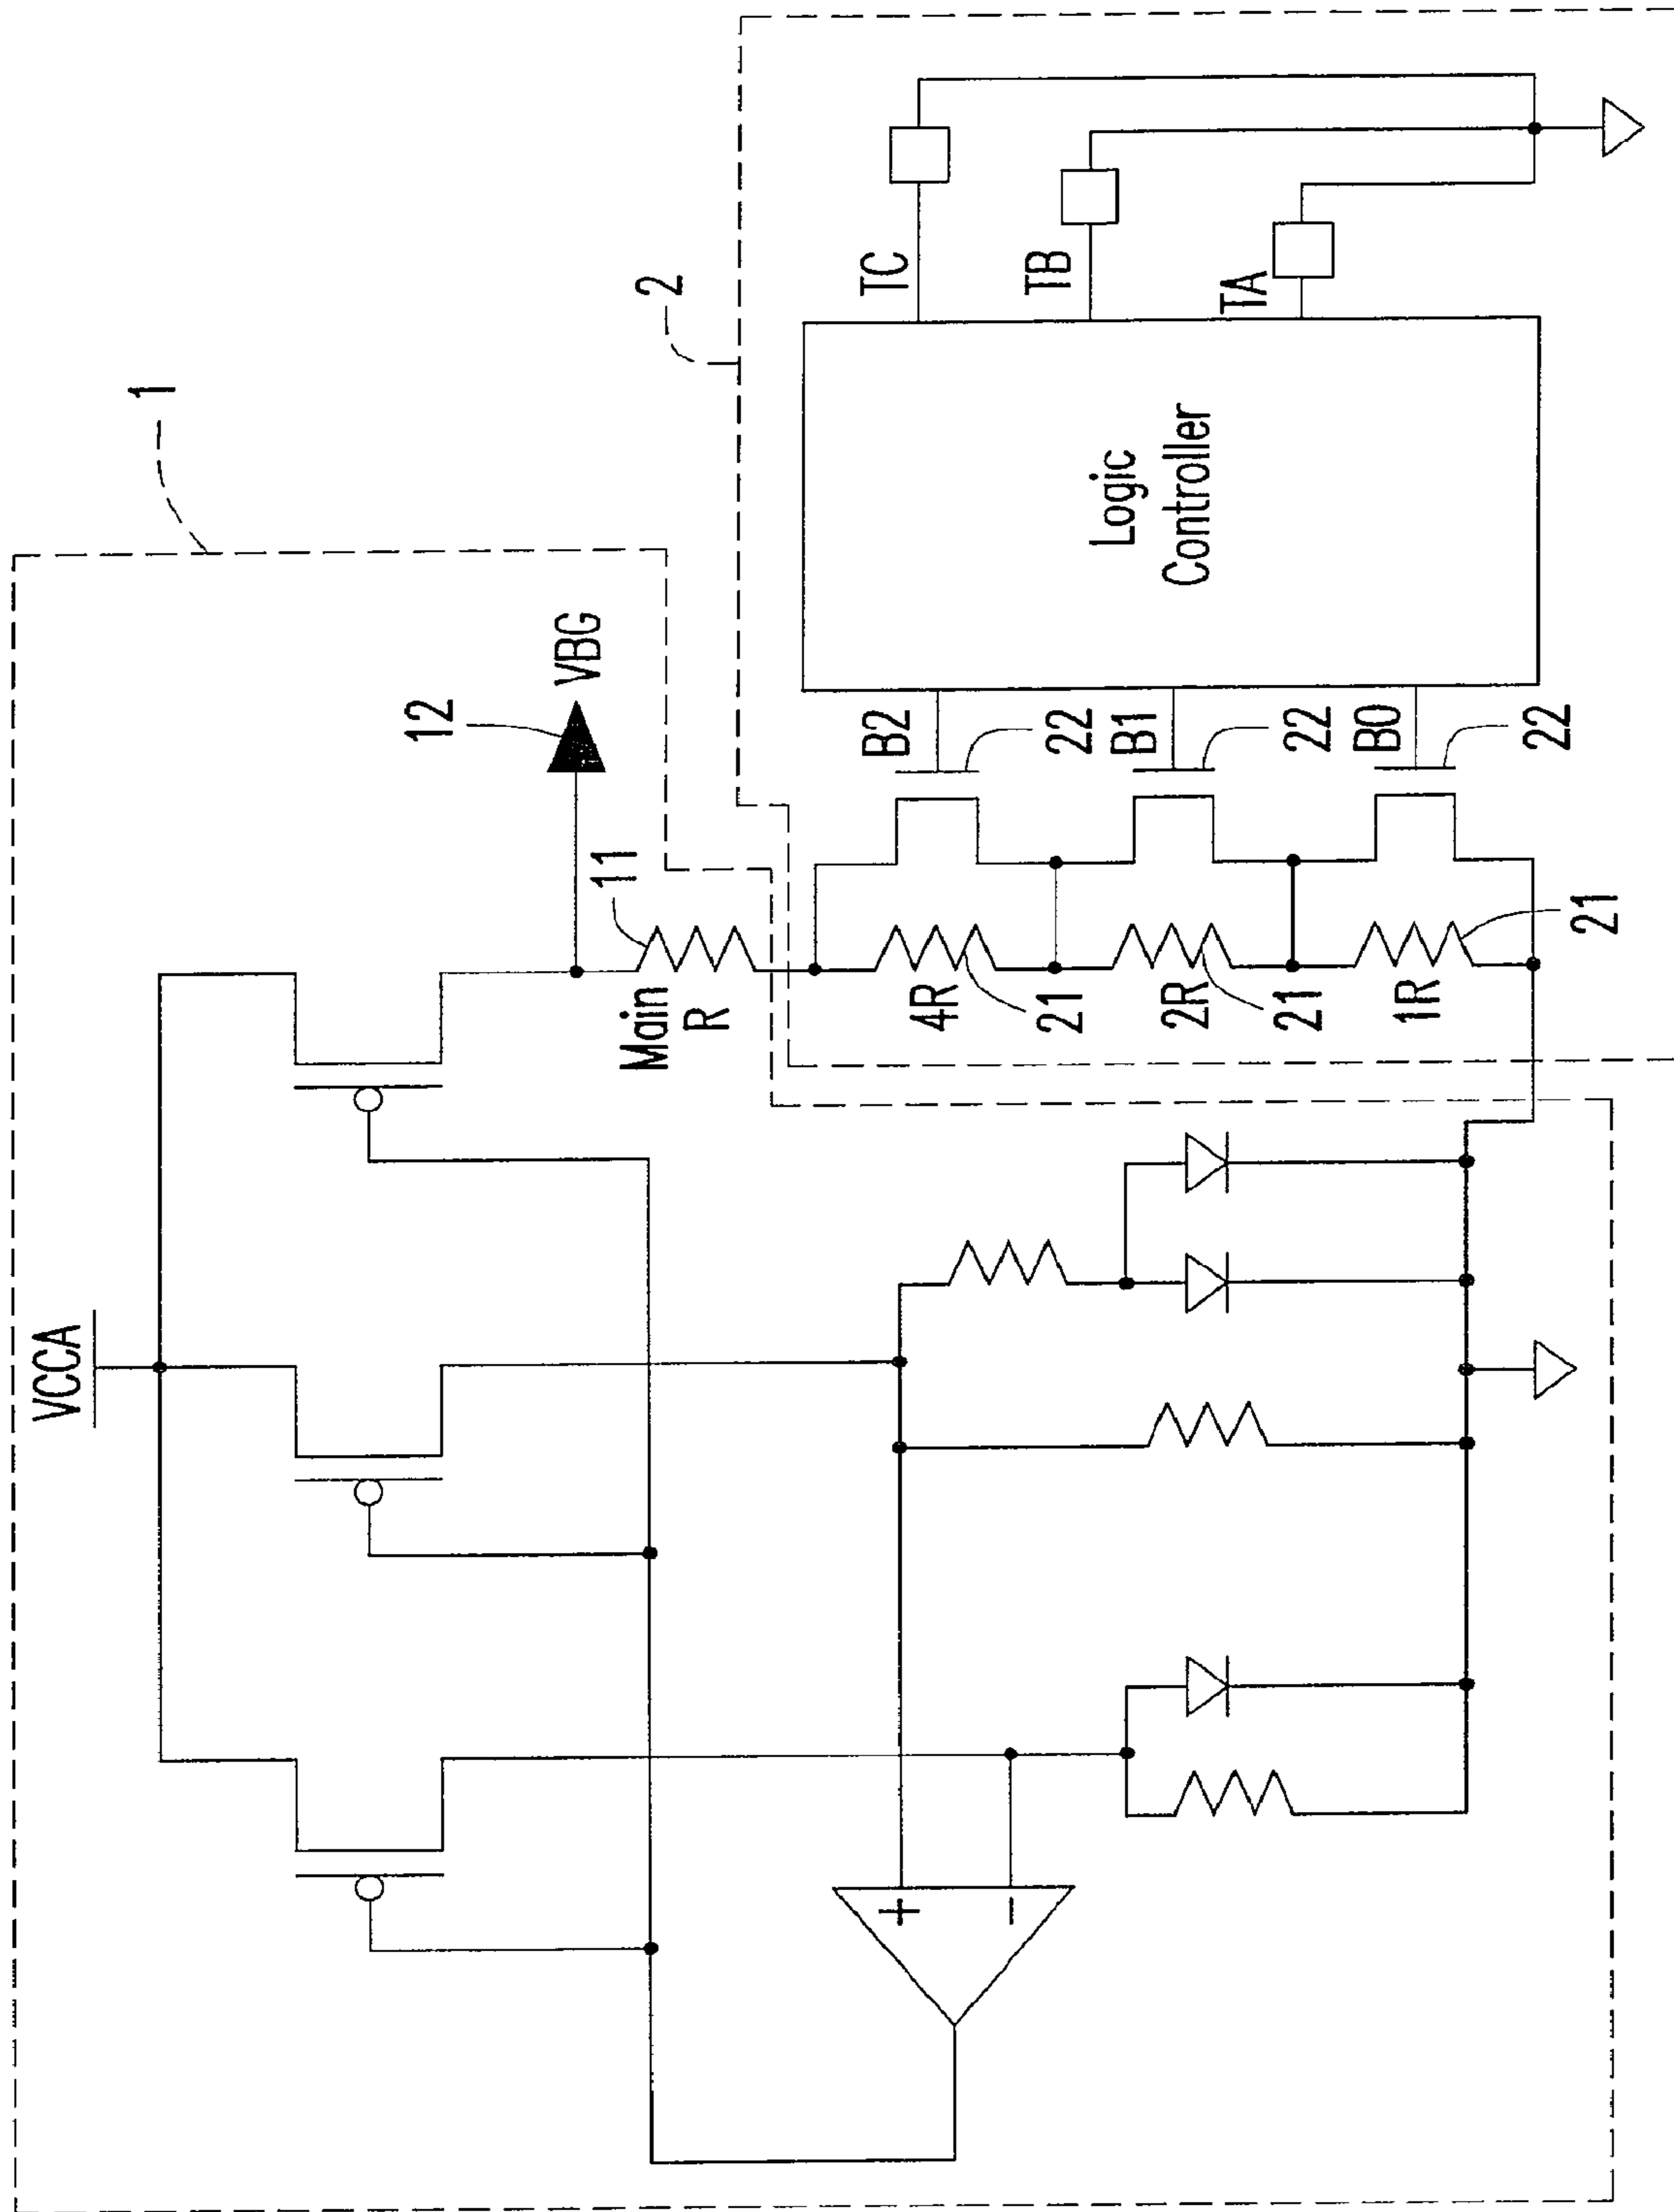 VCCA
1
12
VBG
11
Main
R
2
4R
21
2R
21
1R
21
B2
22
B1
22
B0
22
Logic
Controller
TC
TB
TA
+
-